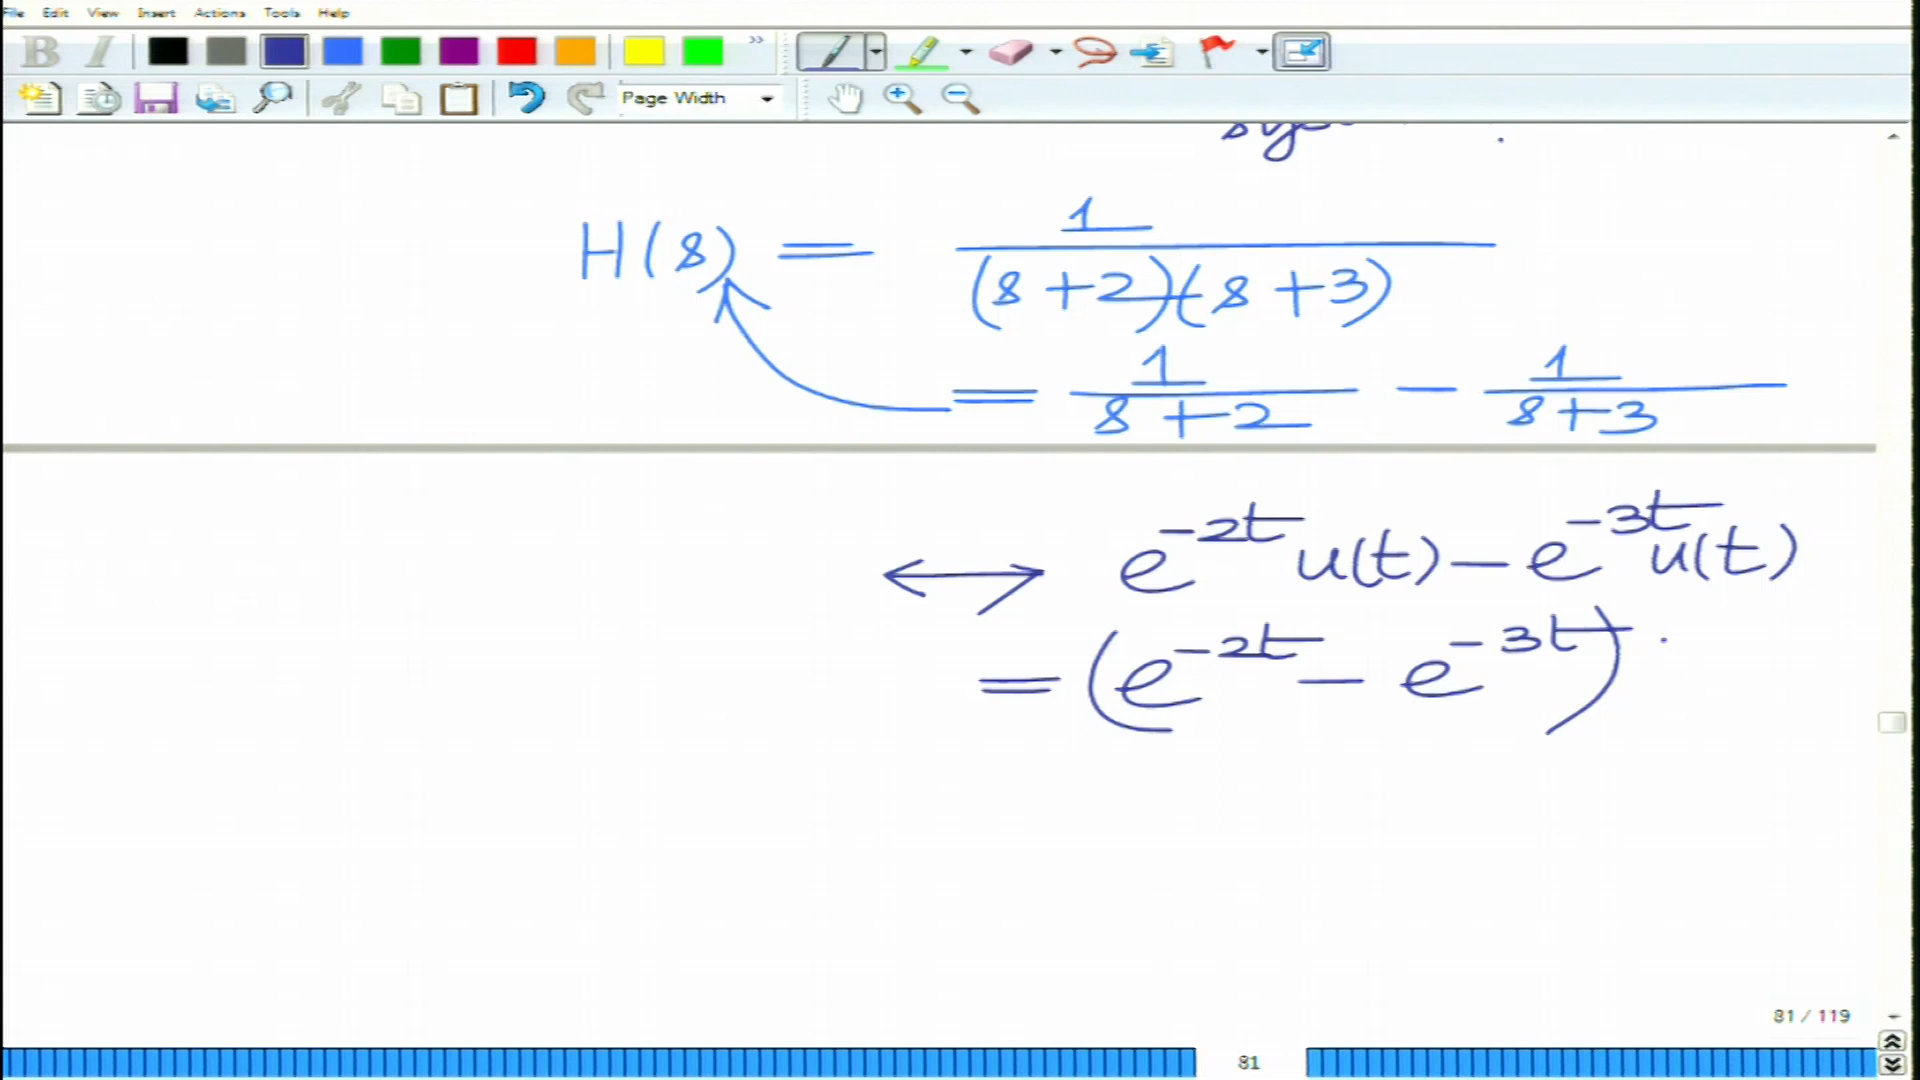 File Edit View Insert Actions Tools Help
B I
Page Width
H(s) = 1 / (s+2)(s+3)
= 1 / s+2 − 1 / s+3
↔ e^-2t u(t) − e^-3t u(t)
= (e^-2t − e^-3t)
81 / 119
81